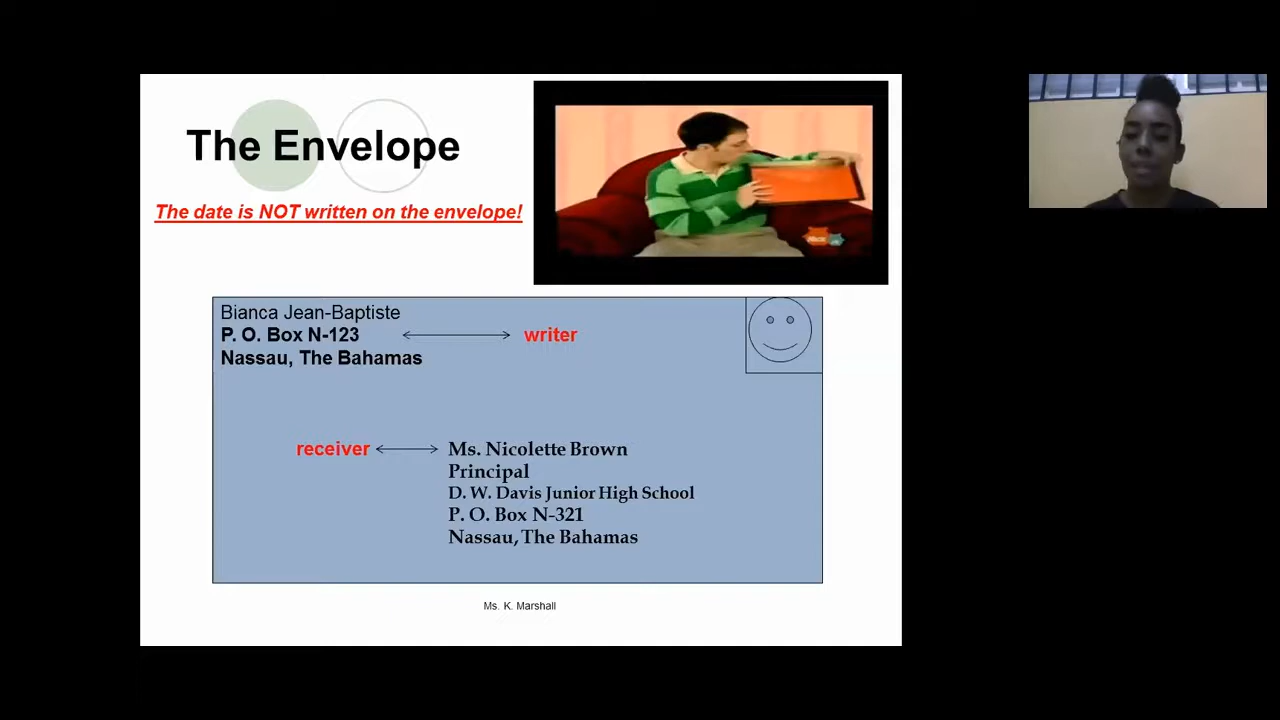 The Envelope
The date is NOT written on the envelope!
Bianca Jean-Baptiste
P. O. Box N-123
writer
Nassau, The Bahamas
receiver
Ms. Nicolette Brown
Principal
D. W. Davis Junior High School
P. O. Box N-321
Nassau, The Bahamas
Ms. K. Marshall